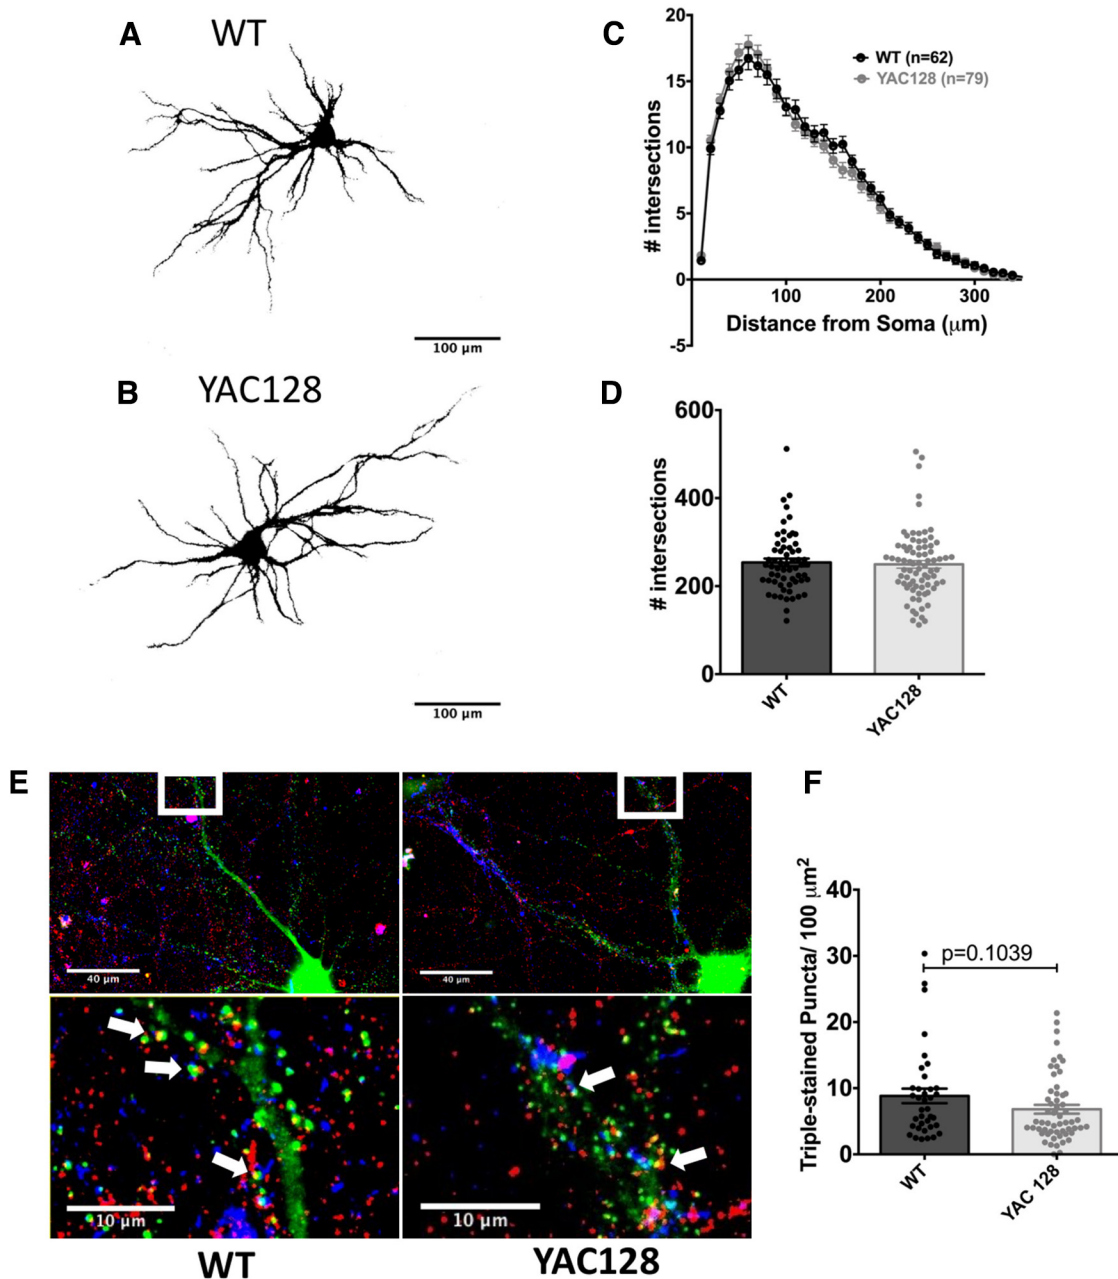 A
WT
100 µm
B
YAC128
100 µm
C
20
15
10
5
0
-5
# intersections
100
200
300
Distance from Soma (µm)
WT (n=62)
YAC128 (n=79)
D
600
400
200
0
# intersections
WT
YAC128
E
40 µm
40 µm
10 µm
10 µm
WT
YAC128
F
Triple-stained Puncta/ 100 µm²
40
30
20
10
0
p=0.1039
WT
YAC 128